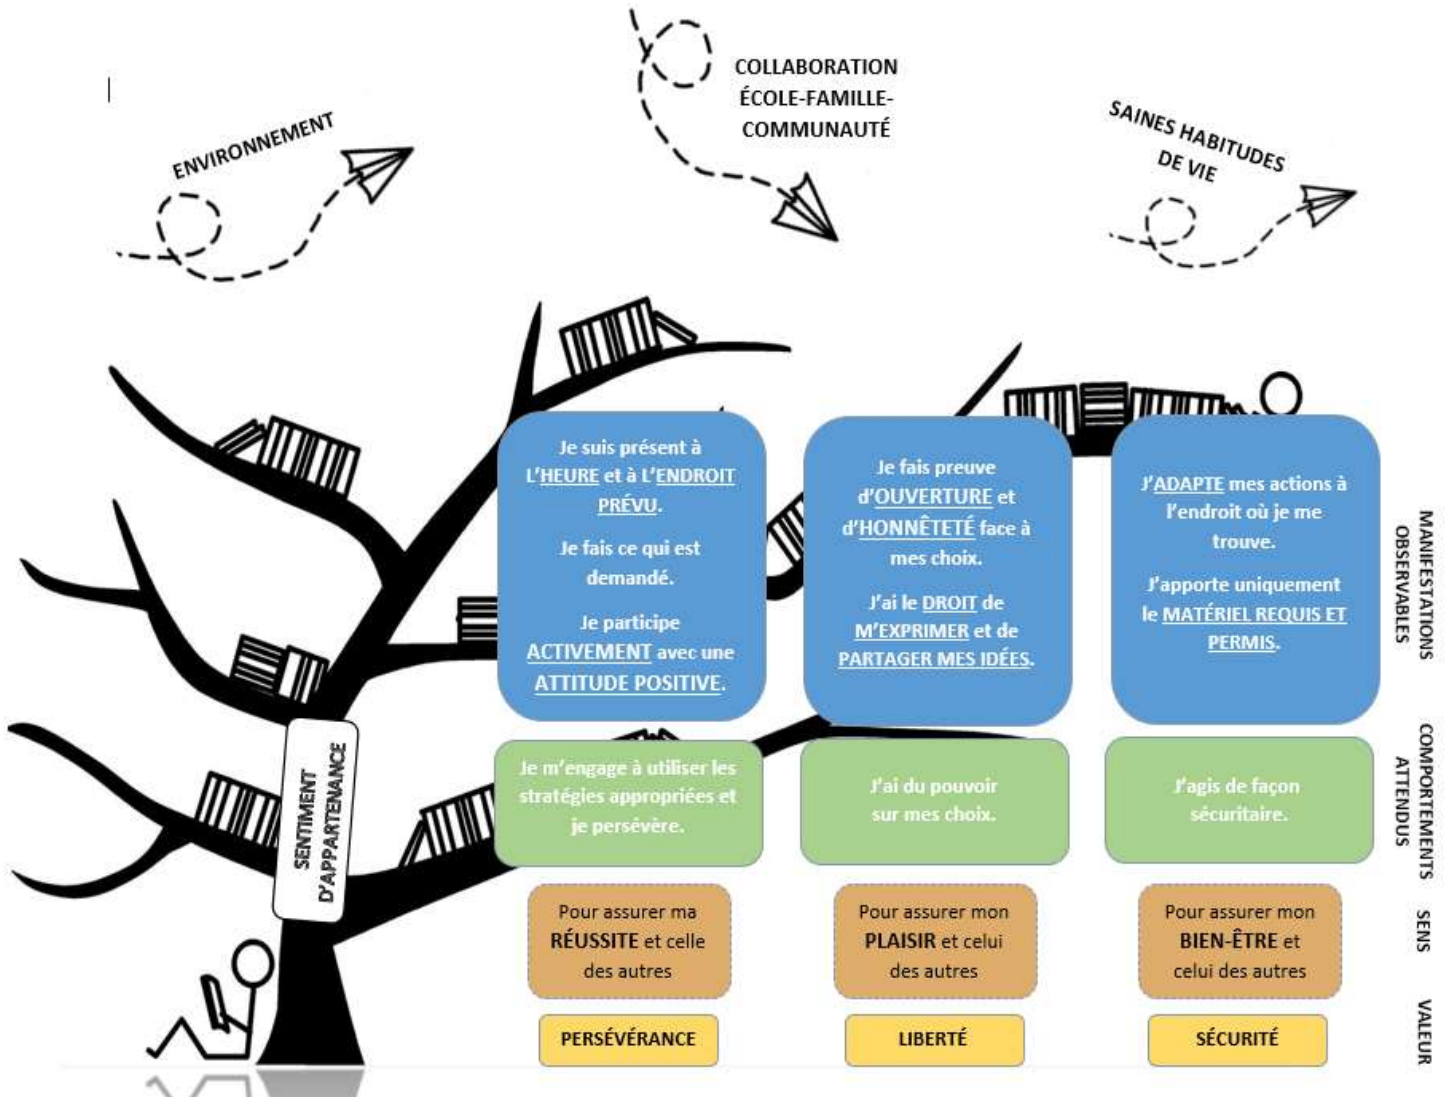 ENVIRONNEMENT
COLLABORATION
ÉCOLE-FAMILLE-
COMMUNAUTÉ
SAINES HABITUDES
DE VIE
Je suis présent à
L'HEURE et à L'ENDROIT
PRÉVU.
Je fais ce qui est
demandé.
Je participe
ACTIVEMENT avec une
ATTITUDE POSITIVE.
Je fais preuve
d'OUVERTURE et
d'HONNÊTETÉ face à
mes choix.
J'ai le DROIT de
M'EXPRIMER et de
PARTAGER MES IDÉES.
J'ADAPTE mes actions à
l'endroit où je me
trouve.
J'apporte uniquement
le MATÉRIEL REQUIS ET
PERMIS.
MANIFESTATIONS
OBSERVABLES
SENTIMENT
D'APPARTENANCE
Je m'engage à utiliser les
stratégies appropriées et
je persévère.
J'ai du pouvoir
sur mes choix.
J'agis de façon
sécuritaire.
COMPORTEMENTS
ATTENDUS
Pour assurer ma
RÉUSSITE et celle
des autres
Pour assurer mon
PLAISIR et celui
des autres
Pour assurer mon
BIEN-ÊTRE et
celui des autres
SENS
PERSÉVÉRANCE
LIBERTÉ
SÉCURITÉ
VALEUR